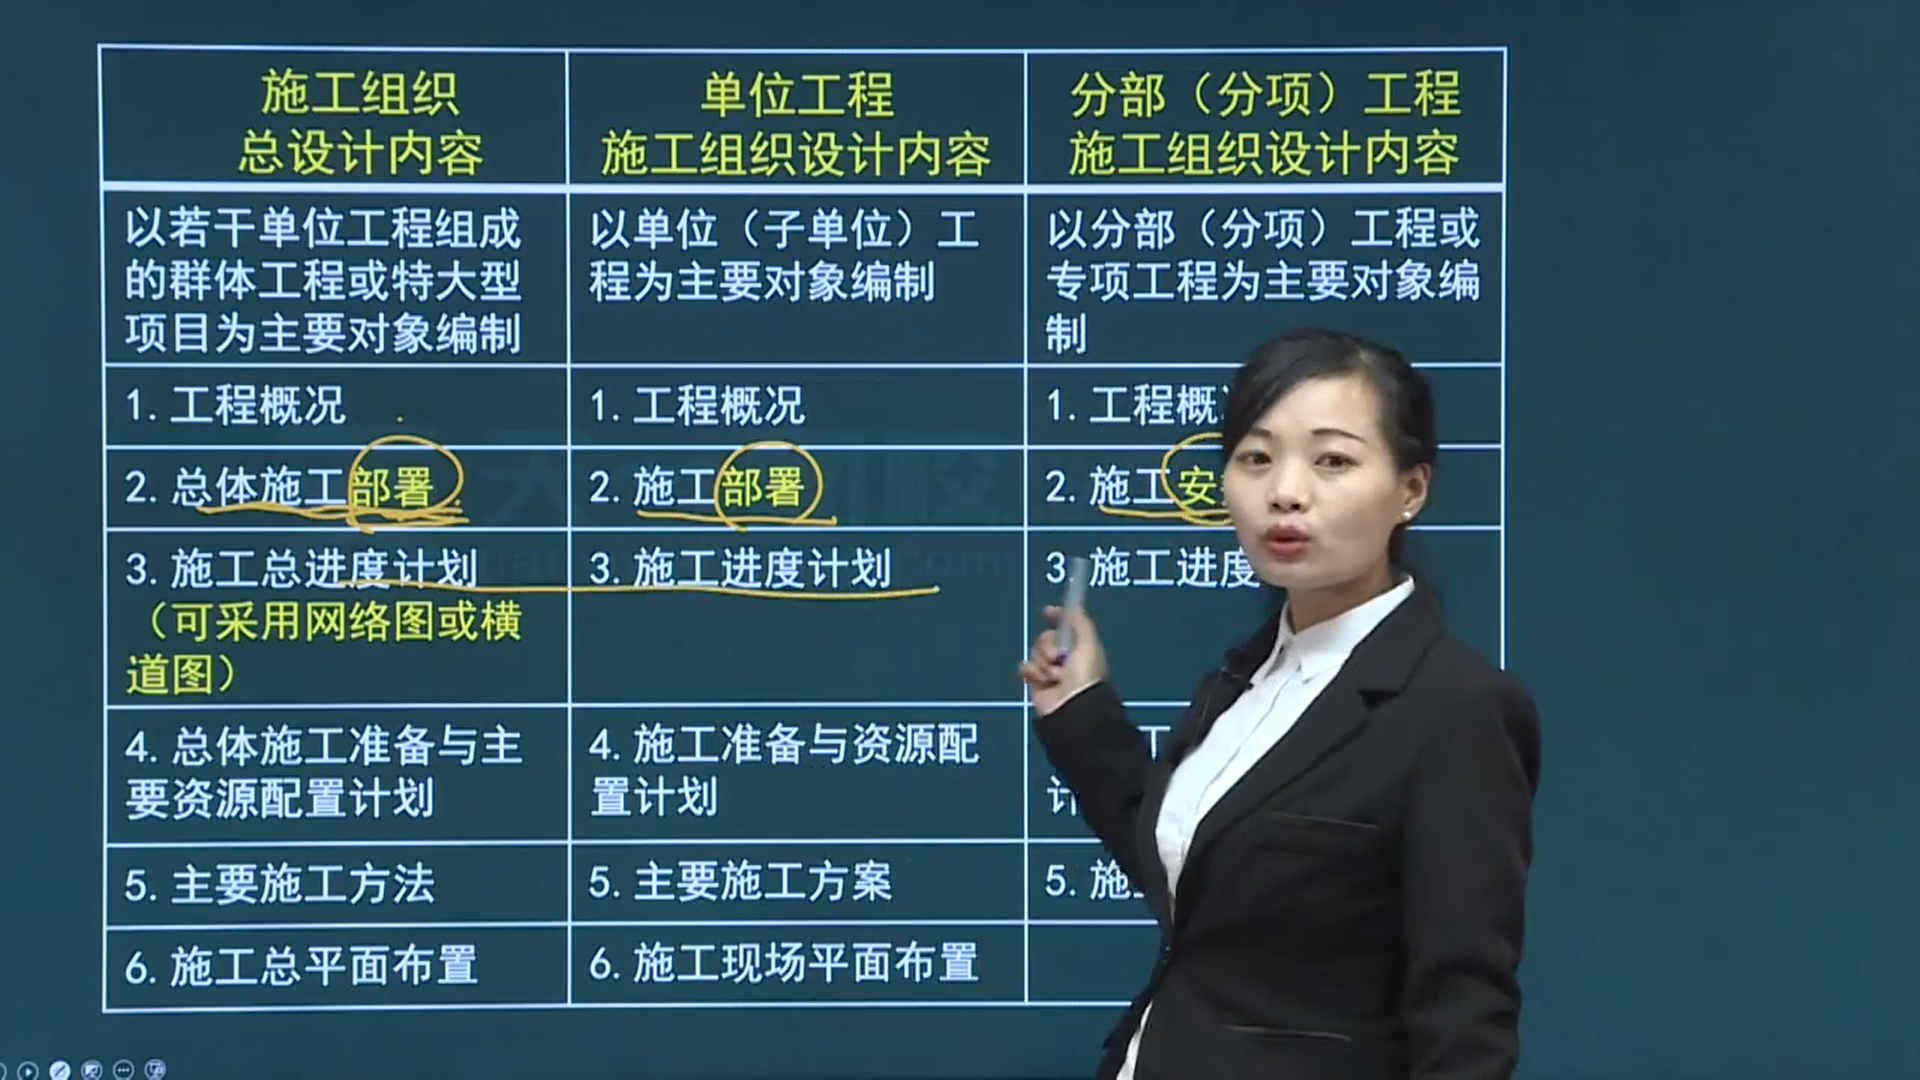 施工组织
总设计内容
单位工程
施工组织设计内容
分部（分项）工程
施工组织设计内容
以若干单位工程组成
的群体工程或特大型
项目为主要对象编制
以单位（子单位）工
程为主要对象编制
以分部（分项）工程或
专项工程为主要对象编
制
1. 工程概况
1. 工程概况
1. 工程概
2. 总体施工部署
2. 施工部署
2. 施工安
3. 施工总进度计划
（可采用网络图或横
道图）
3. 施工进度计划
3. 施工进度
4. 总体施工准备与主
要资源配置计划
4. 施工准备与资源配
置计划
计
5. 主要施工方法
5. 主要施工方案
5. 施
6. 施工总平面布置
6. 施工现场平面布置